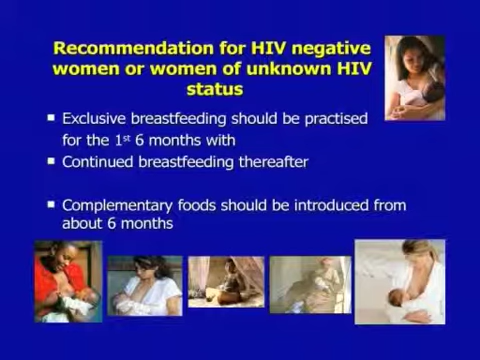 Recommendation for HIV negative
women or women of unknown HIV
status
▪ Exclusive breastfeeding should be practised
for the 1st 6 months with
▪ Continued breastfeeding thereafter
▪ Complementary foods should be introduced from
about 6 months